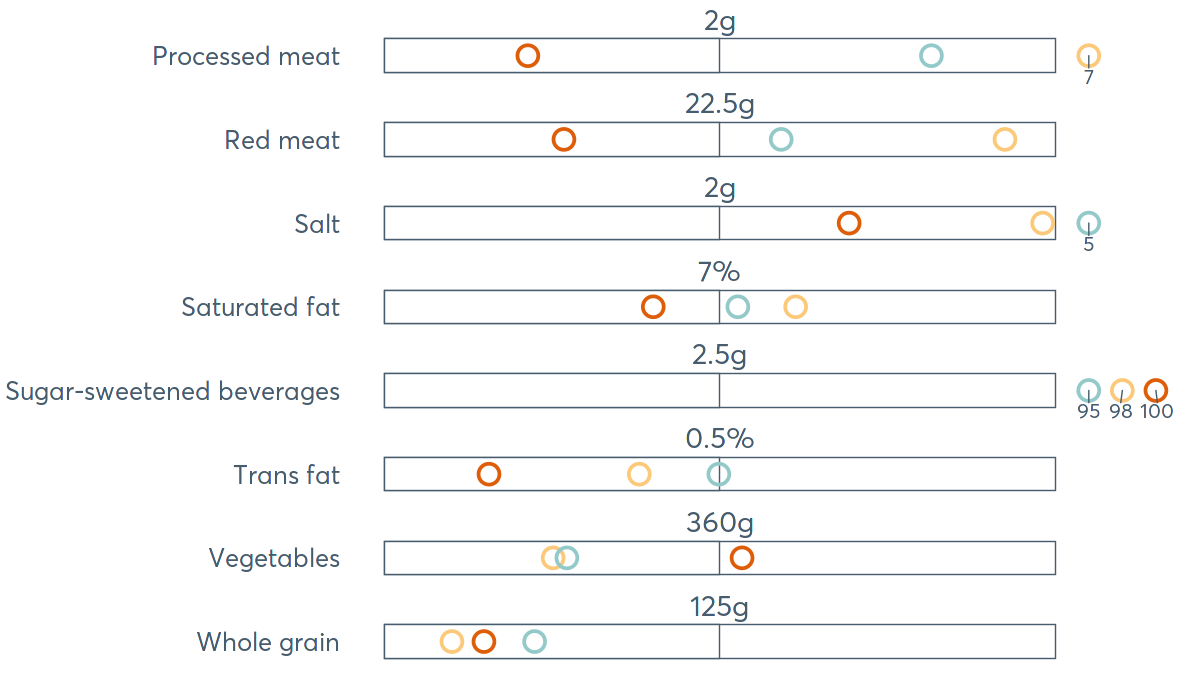 2g
Processed meat
7
22.5g
Red meat
2g
Salt
5
7%
Saturated fat
2.5g
Sugar-sweetened beverages
95 98 100
0.5%
Trans fat
360g
Vegetables
125g
Whole grain